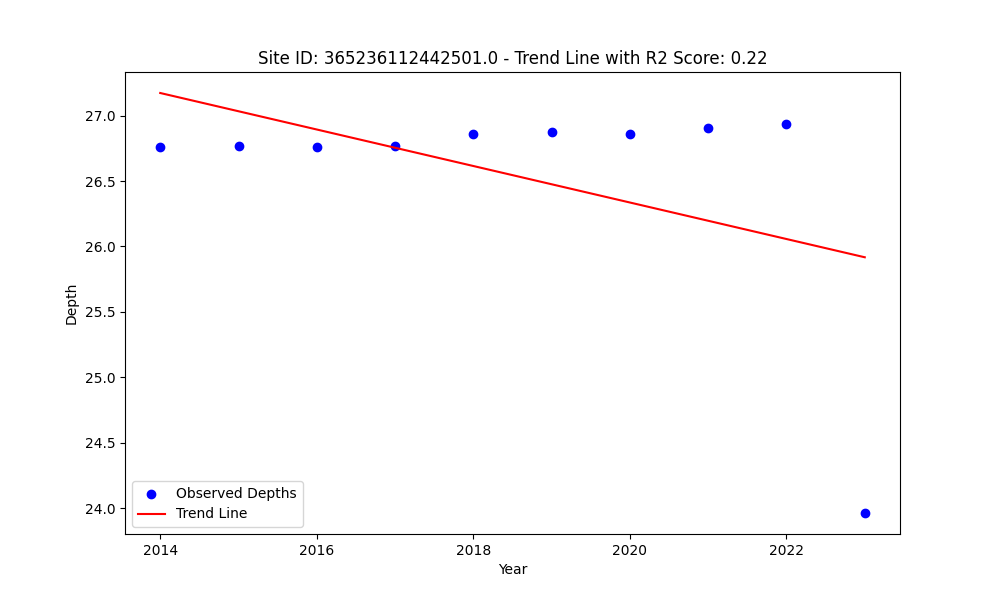 Site ID: 365236112442501.0 - Trend Line with R2 Score: 0.22
Depth
27.0
26.5
26.0
25.5
25.0
24.5
24.0
Observed Depths
Trend Line
2014
2016
2018
2020
2022
Year